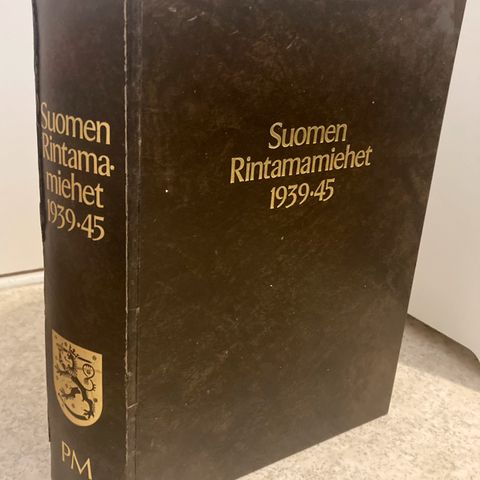 Suomen
Rintama-
miehet
1939·45
PM
Suomen
Rintamamiehet
1939·45